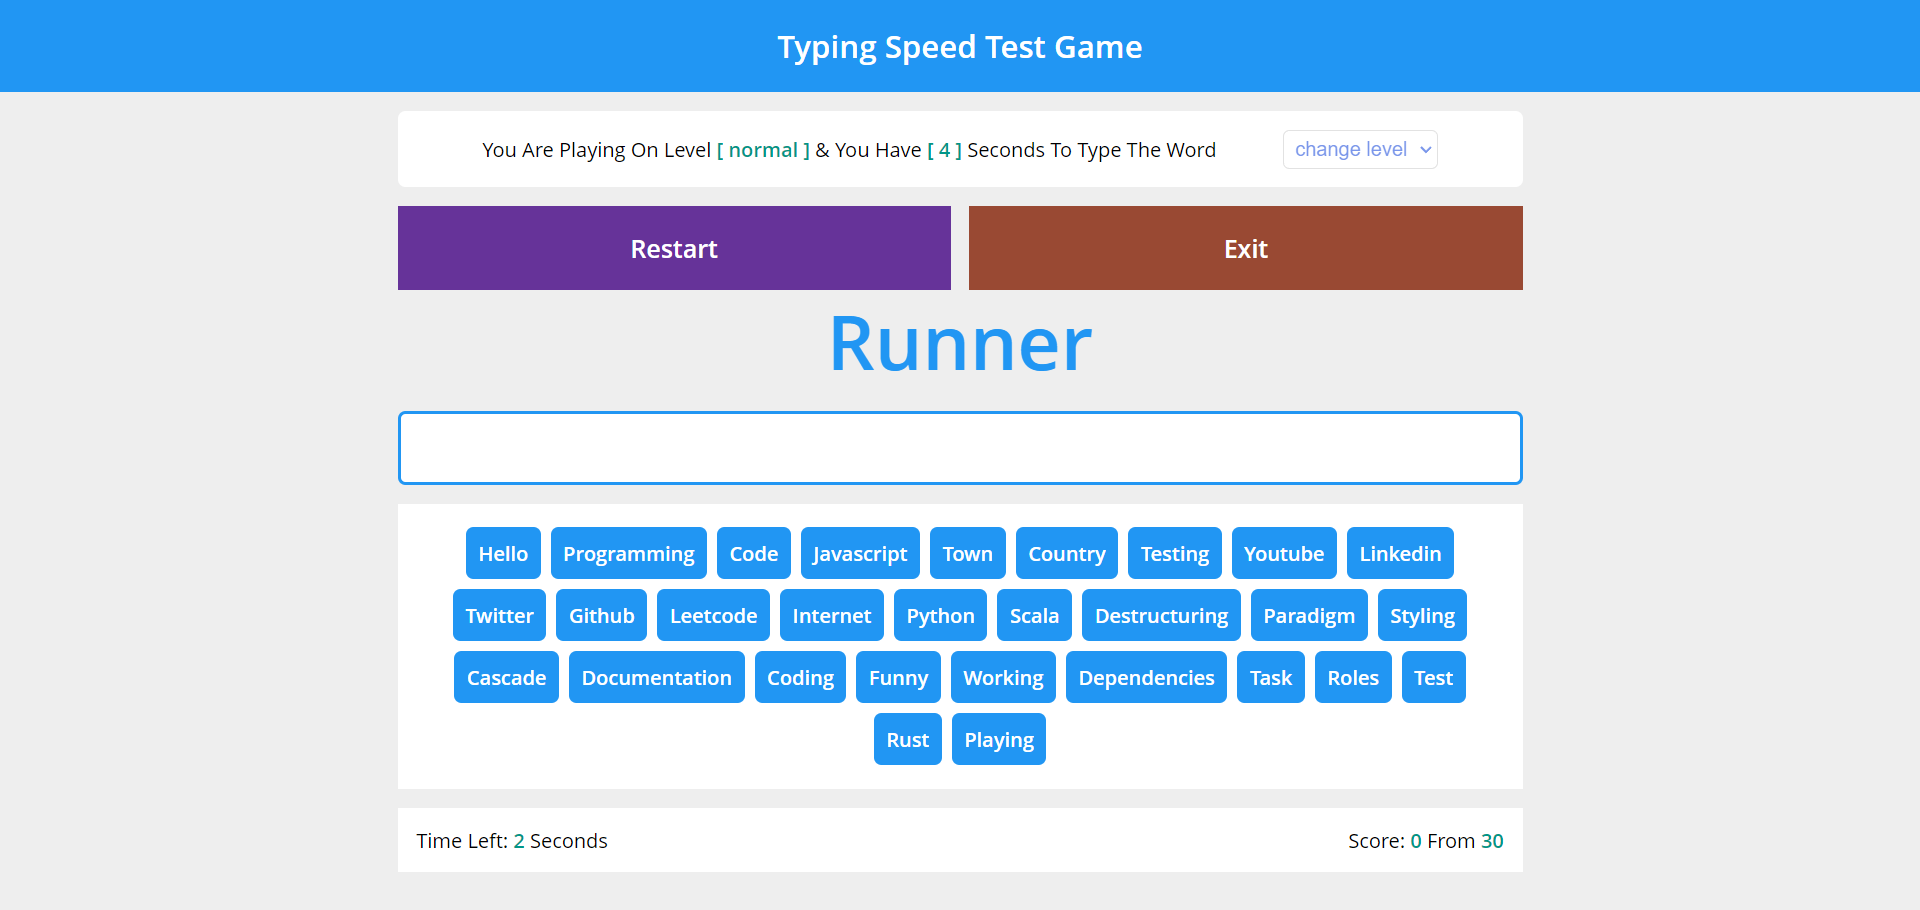 Typing Speed Test Game
You Are Playing On Level [ normal ] & You Have [ 4 ] Seconds To Type The Word change level
Restart Exit
Runner
Hello Programming Code Javascript Town Country Testing Youtube Linkedin
Twitter Github Leetcode Internet Python Scala Destructuring Paradigm Styling
Cascade Documentation Coding Funny Working Dependencies Task Roles Test
Rust Playing
Time Left: 2 Seconds Score: 0 From 30